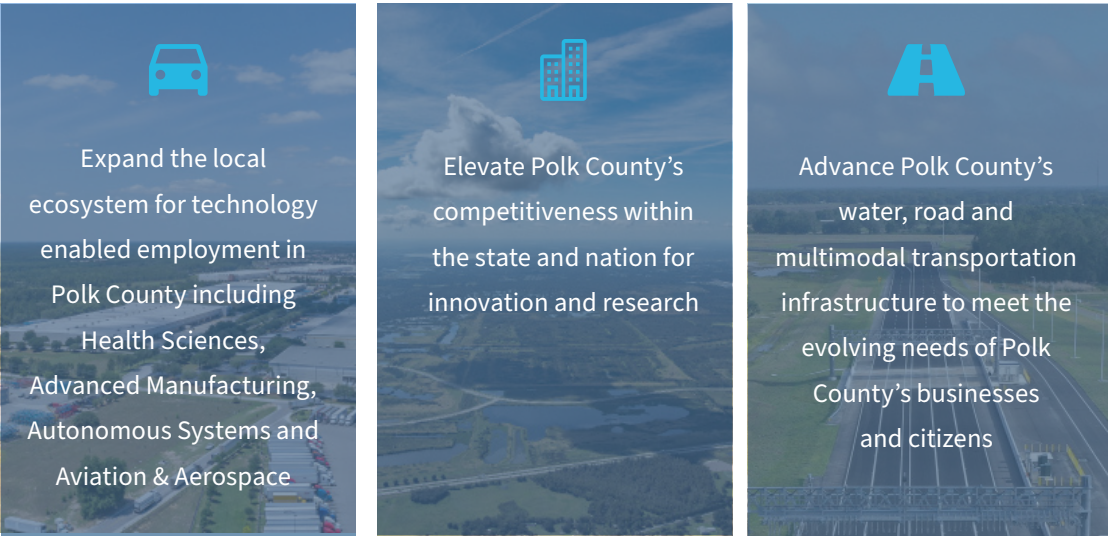 Expand the local
ecosystem for technology
enabled employment in
Polk County including
Health Sciences,
Advanced Manufacturing,
Autonomous Systems and
Aviation & Aerospace
Elevate Polk County’s
competitiveness within
the state and nation for
innovation and research
Advance Polk County’s
water, road and
multimodal transportation
infrastructure to meet the
evolving needs of Polk
County’s businesses
and citizens